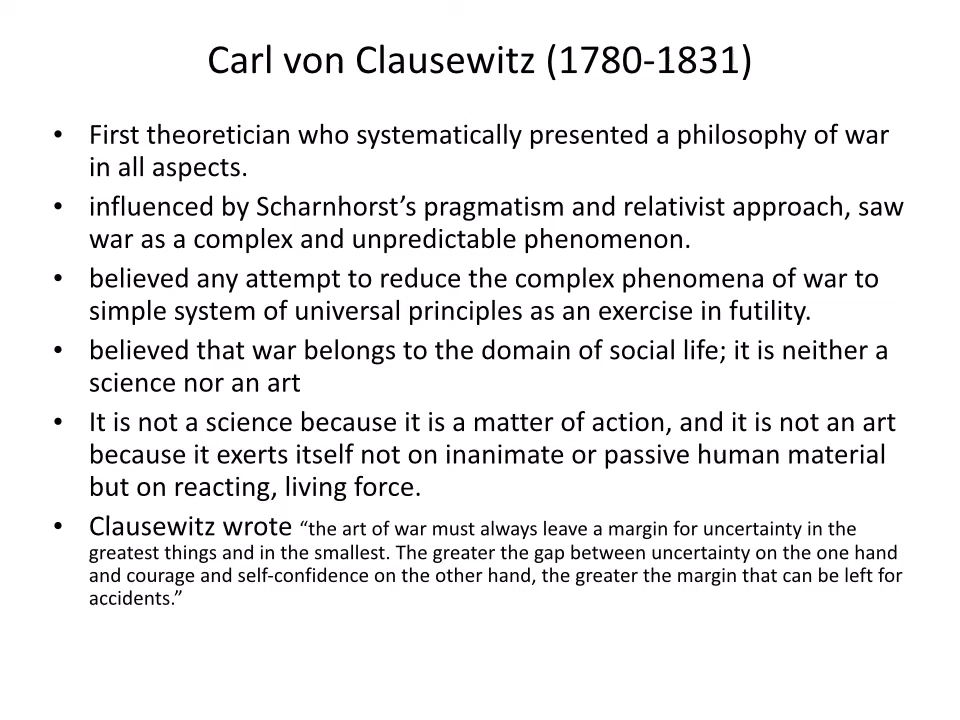 Carl von Clausewitz (1780-1831)
• First theoretician who systematically presented a philosophy of war
in all aspects.
• influenced by Scharnhorst’s pragmatism and relativist approach, saw
war as a complex and unpredictable phenomenon.
• believed any attempt to reduce the complex phenomena of war to
simple system of universal principles as an exercise in futility.
• believed that war belongs to the domain of social life; it is neither a
science nor an art
• It is not a science because it is a matter of action, and it is not an art
because it exerts itself not on inanimate or passive human material
but on reacting, living force.
• Clausewitz wrote “the art of war must always leave a margin for uncertainty in the
greatest things and in the smallest. The greater the gap between uncertainty on the one hand
and courage and self-confidence on the other hand, the greater the margin that can be left for
accidents.”